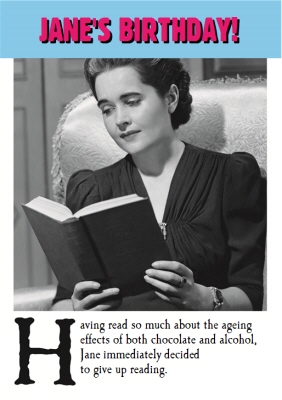 JANE'S BIRTHDAY!
Having read so much about the ageing
effects of both chocolate and alcohol,
Jane immediately decided
to give up reading.